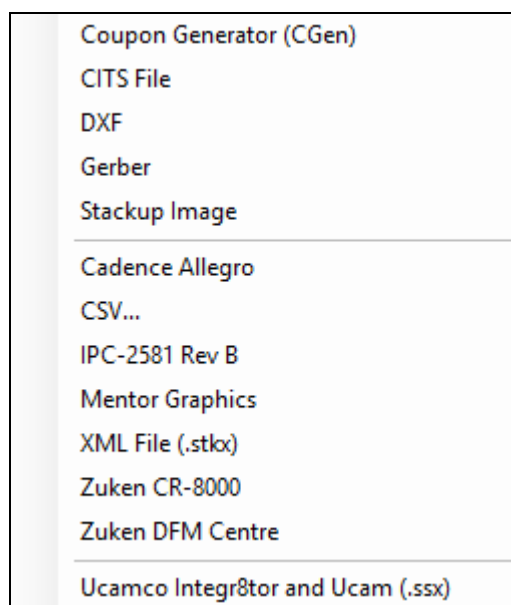 Coupon Generator (CGen)
CITS File
DXF
Gerber
Stackup Image
Cadence Allegro
CSV...
IPC-2581 Rev B
Mentor Graphics
XML File (.stkx)
Zuken CR-8000
Zuken DFM Centre
Ucamco Integr8tor and Ucam (.ssx)